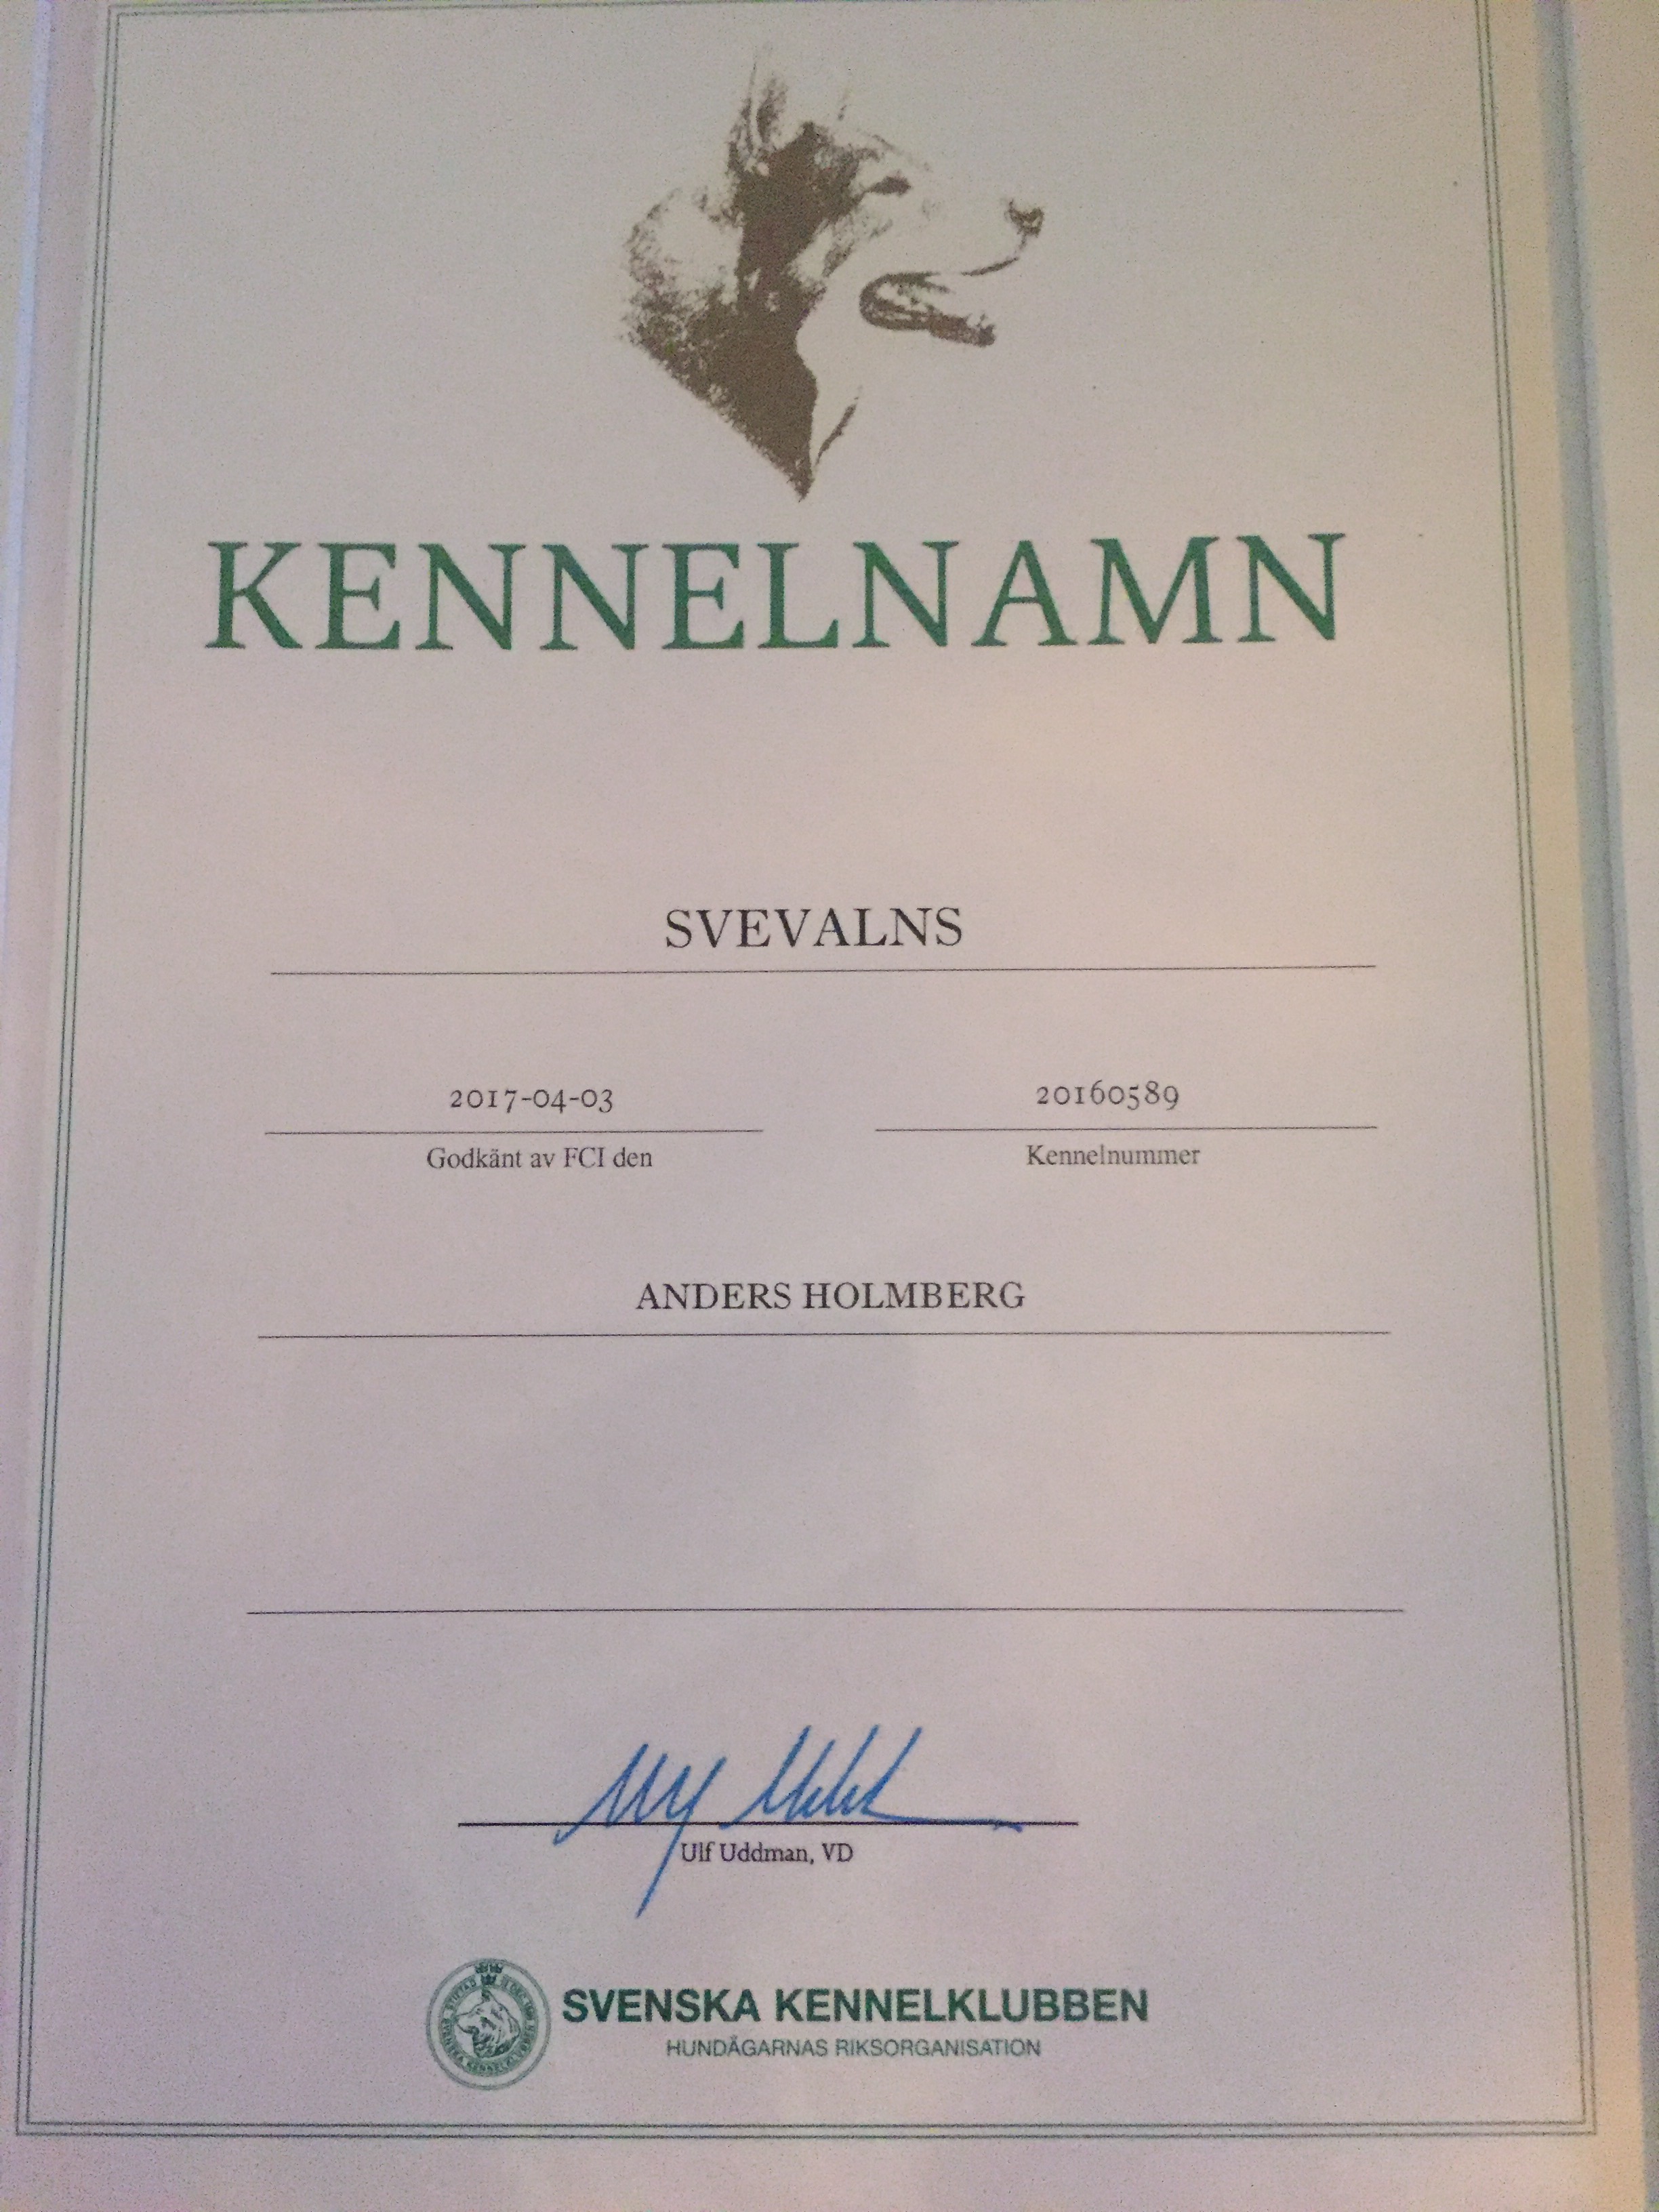 KENNELNAMN
SVEVALNS
2017-04-03
20160589
Godkänt av FCI den
Kennelnummer
ANDERS HOLMBERG
Ulf Uddman, VD
SVENSKA KENNELKLUBBEN
HUNDÄGARNAS RIKSORGANISATION